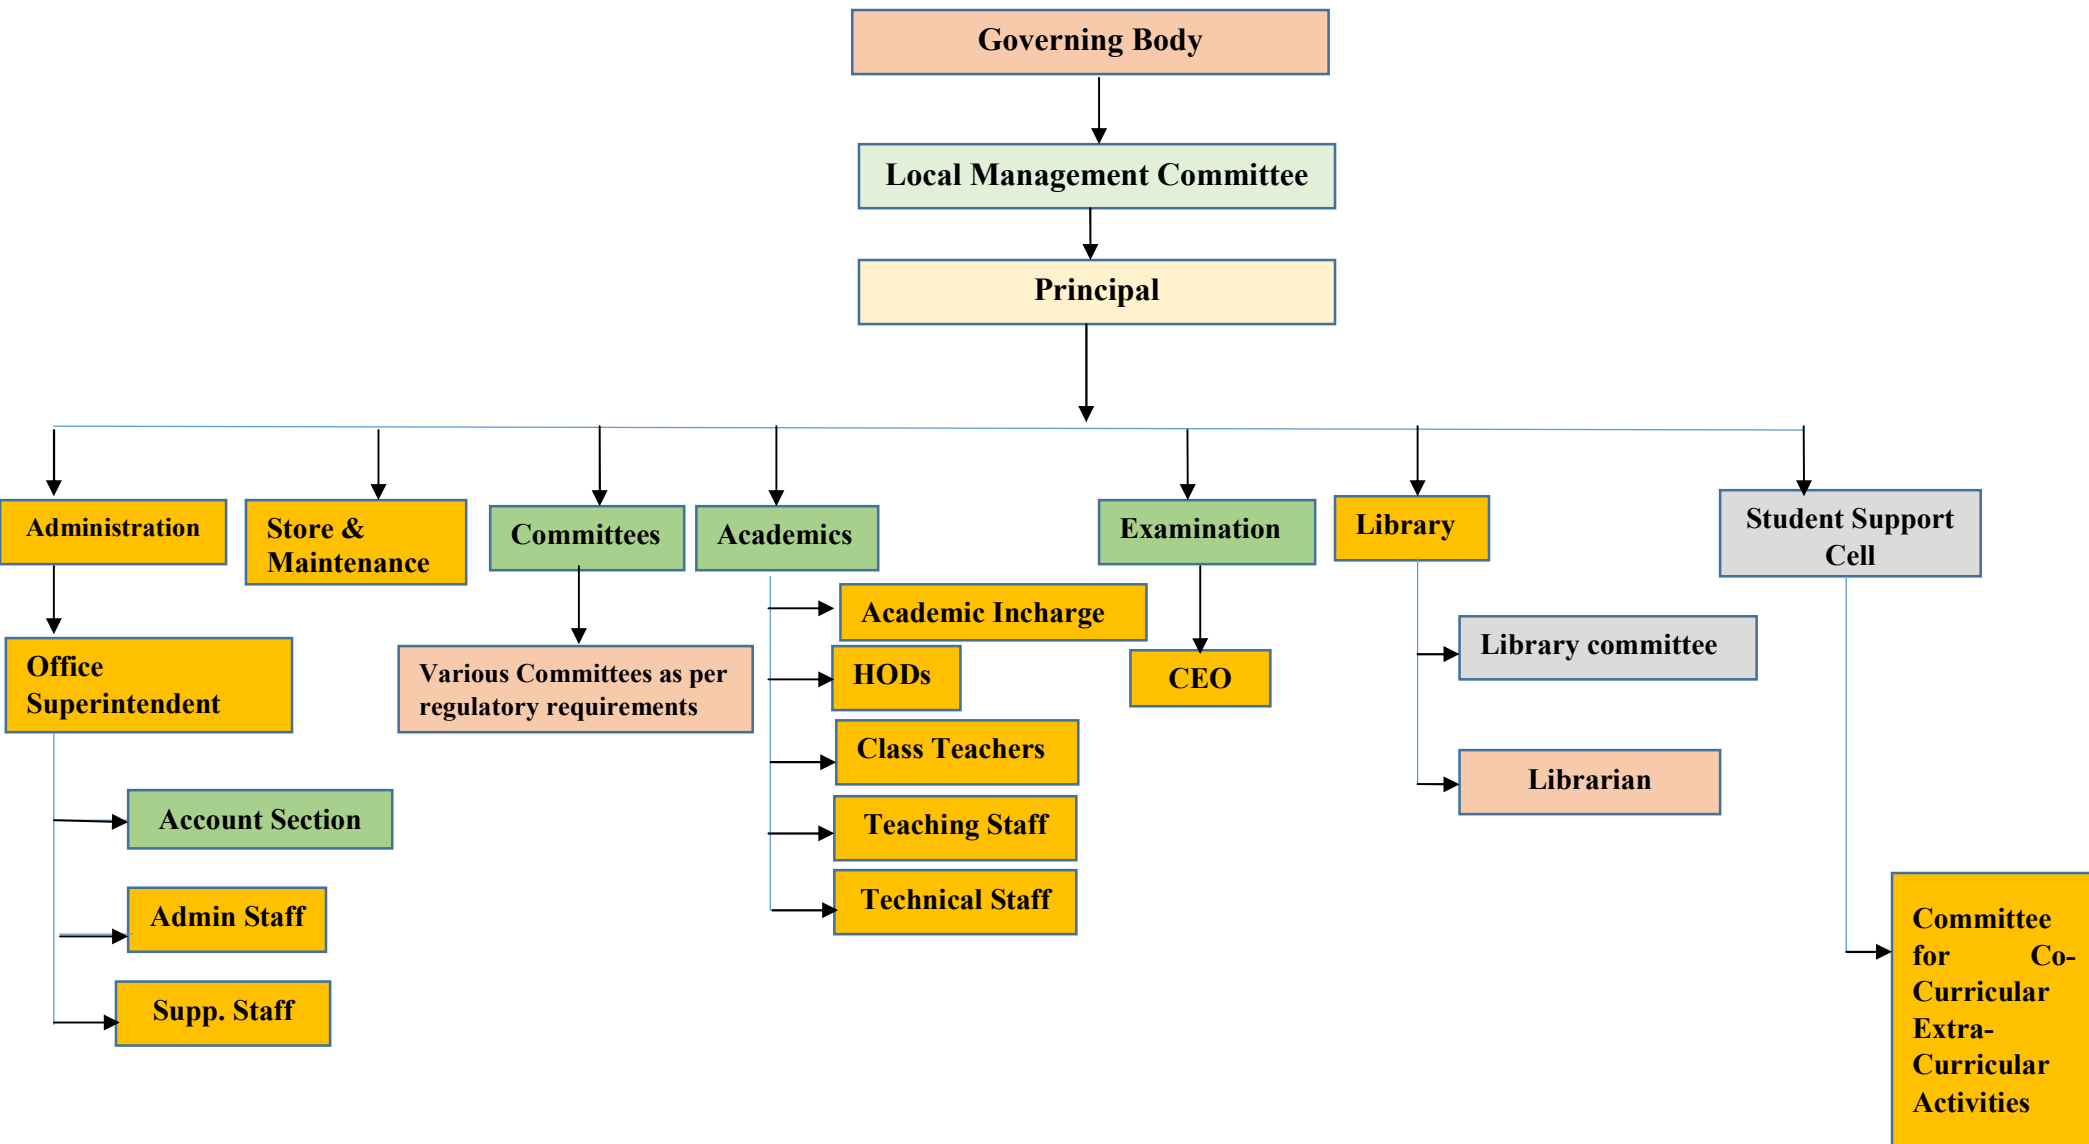 Governing Body
Local Management Committee
Principal
Administration
Store &
Maintenance
Committees
Academics
Examination
Library
Student Support
Cell
Office
Superintendent
Account Section
Admin Staff
Supp. Staff
Various Committees as per
regulatory requirements
Academic Incharge
HODs
Class Teachers
Teaching Staff
Technical Staff
CEO
Library committee
Librarian
Committee
for Co-
Curricular
Extra-
Curricular
Activities